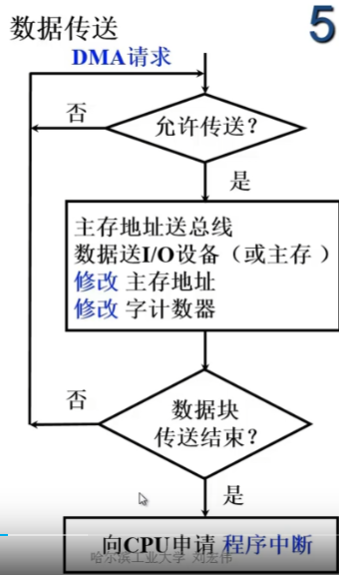 数据传送
5
DMA请求
否
允许传送?
是
主存地址送总线
数据送I/O设备（或主存 ）
修改 主存地址
修改 字计数器
否
数据块
传送结束?
是
向CPU申请 程序中断
哈尔滨工业大学 刘宏伟